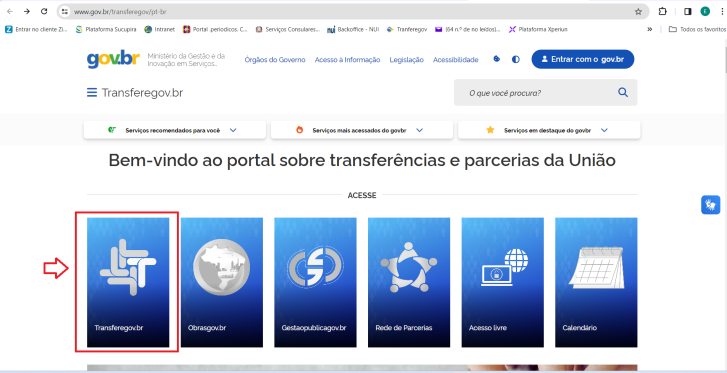 www.gov.br/transferegov/pt-br
Entrar no cliente Zi... Plataforma Sucupira Intranet Portal .periodicos. C... Serviços Consulares... Backoffice - NUI Tranferegov (64 n.º de no leídos)... Plataforma Xperiun » Todos os favoritos
gov.br Ministério da Gestão e da Inovação em Serviços... Órgãos do Governo Acesso à Informação Legislação Acessibilidade Entrar com o gov.br
Transferegov.br O que você procura?
Serviços recomendados para você Serviços mais acessados do govbr Serviços em destaque do govbr
Bem-vindo ao portal sobre transferências e parcerias da União
ACESSE
Transferegov.br Obrasgov.br Gestaopublicagov.br Rede de Parcerias Acesso livre Calendário